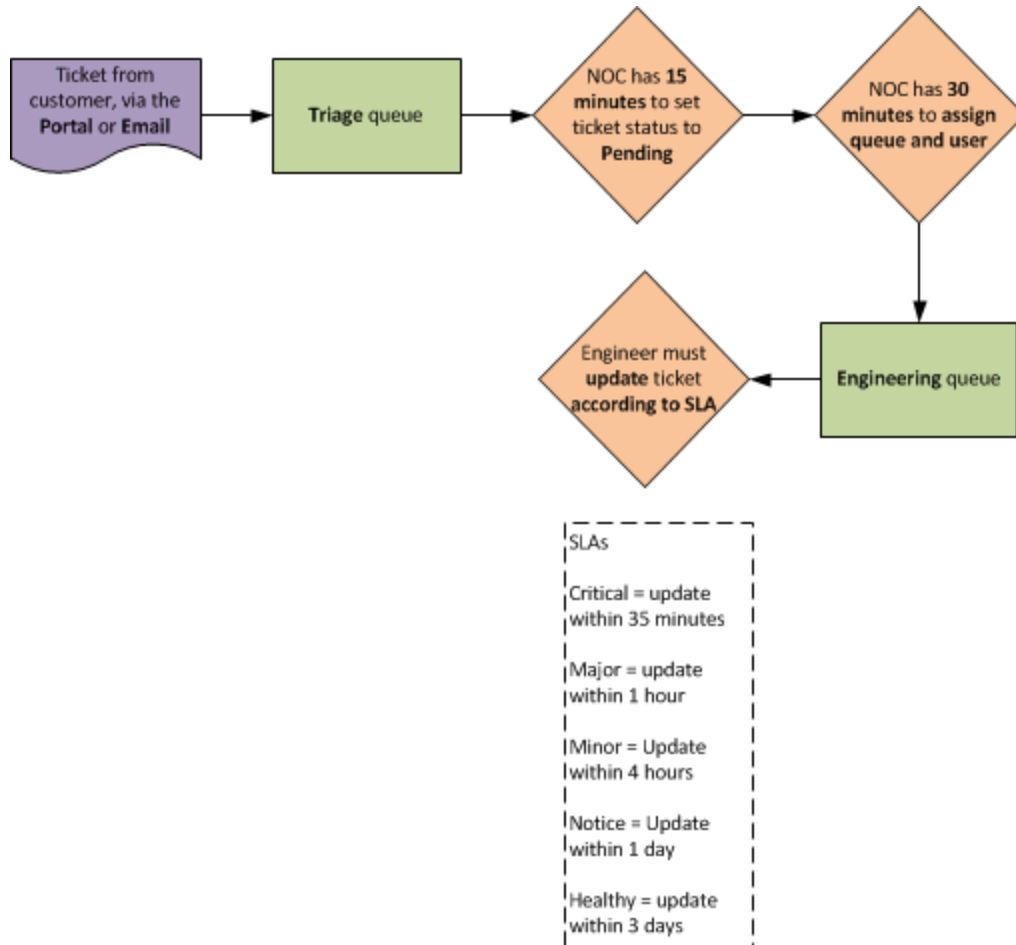 Ticket from
customer, via the
Portal or Email
Triage queue
NOC has 15
minutes to set
ticket status to
Pending
NOC has 30
minutes to assign
queue and user
Engineer must
update ticket
according to SLA
Engineering queue
SLAs
Critical = update
within 35 minutes
Major = update
within 1 hour
Minor = Update
within 4 hours
Notice = Update
within 1 day
Healthy = update
within 3 days